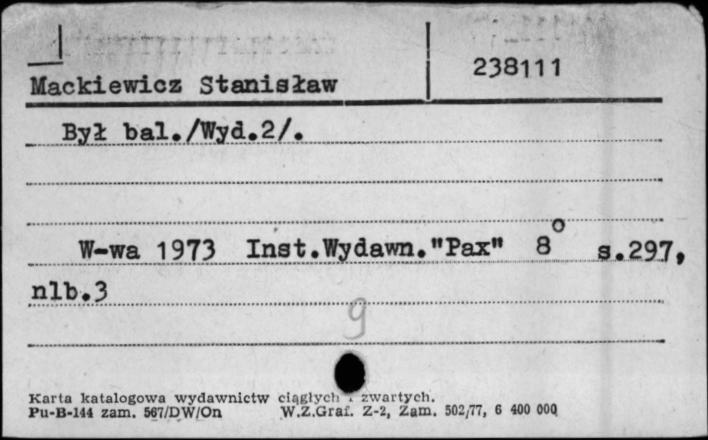 Mackiewicz Stanisław 238111
Był bal./Wyd.2/.
W-wa 1973 Inst.Wydawn."Pax" 8° s.297,
nlb.3
9
Karta katalogowa wydawnictw ciągłych i zwartych.
Pu-B-144 zam. 567/DW/On W.Z.Graf. Z-2, Zam. 502/77, 6 400 000